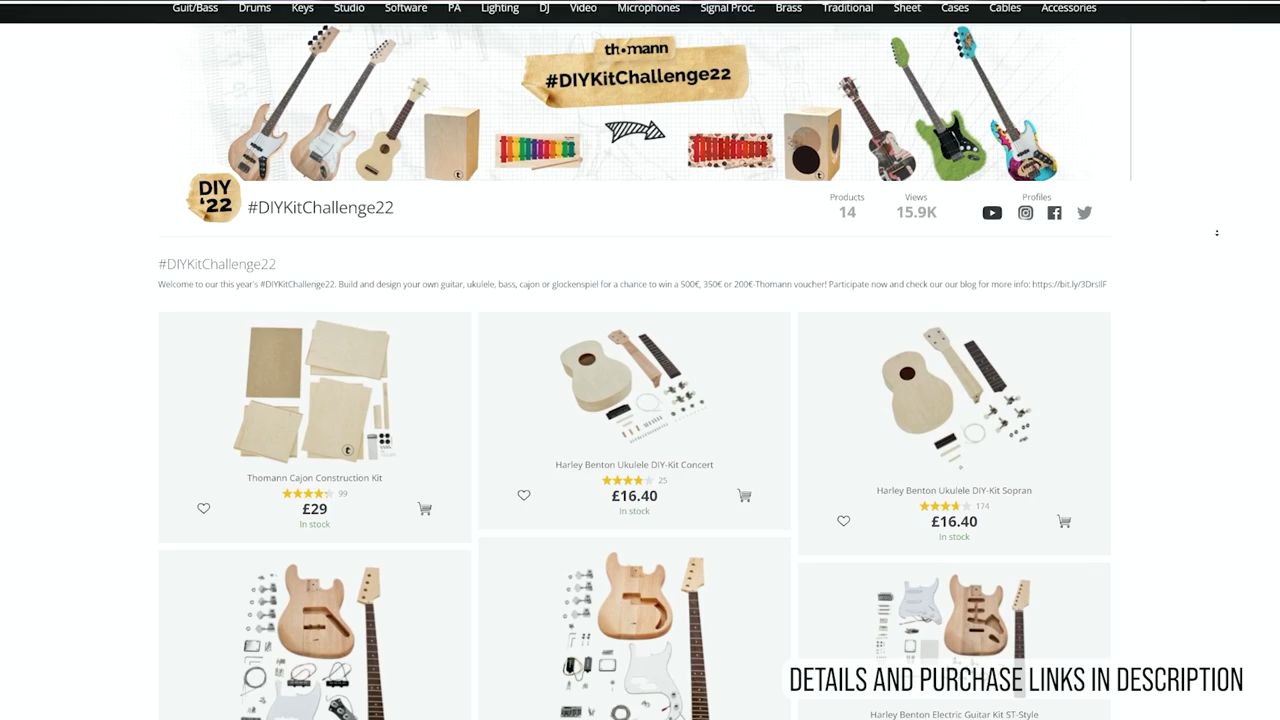 Guit/Bass Drums Keys Studio Software PA Lighting DJ Video Microphones Signal Proc. Brass Traditional Sheet Cases Cables Accessories
th•mann
#DIYKitChallenge22
DIY
'22
#DIYKitChallenge22
Products
14
Views
15.9K
Profiles
#DIYKitChallenge22
Welcome to our this year's #DIYKitChallenge22. Build and design your own guitar, ukulele, bass, cajon or glockenspiel for a chance to win a 500€, 350€ or 200€-Thomann voucher! Participate now and check our our blog for more info:
Thomann Cajon Construction Kit
99
£29
In stock
Harley Benton Ukulele DIY-Kit Concert
25
£16.40
In stock
Harley Benton Ukulele DIY-Kit Sopran
174
£16.40
In stock
DETAILS AND PURCHASE LINKS IN DESCRIPTION
Harley Benton Electric Guitar Kit ST-Style